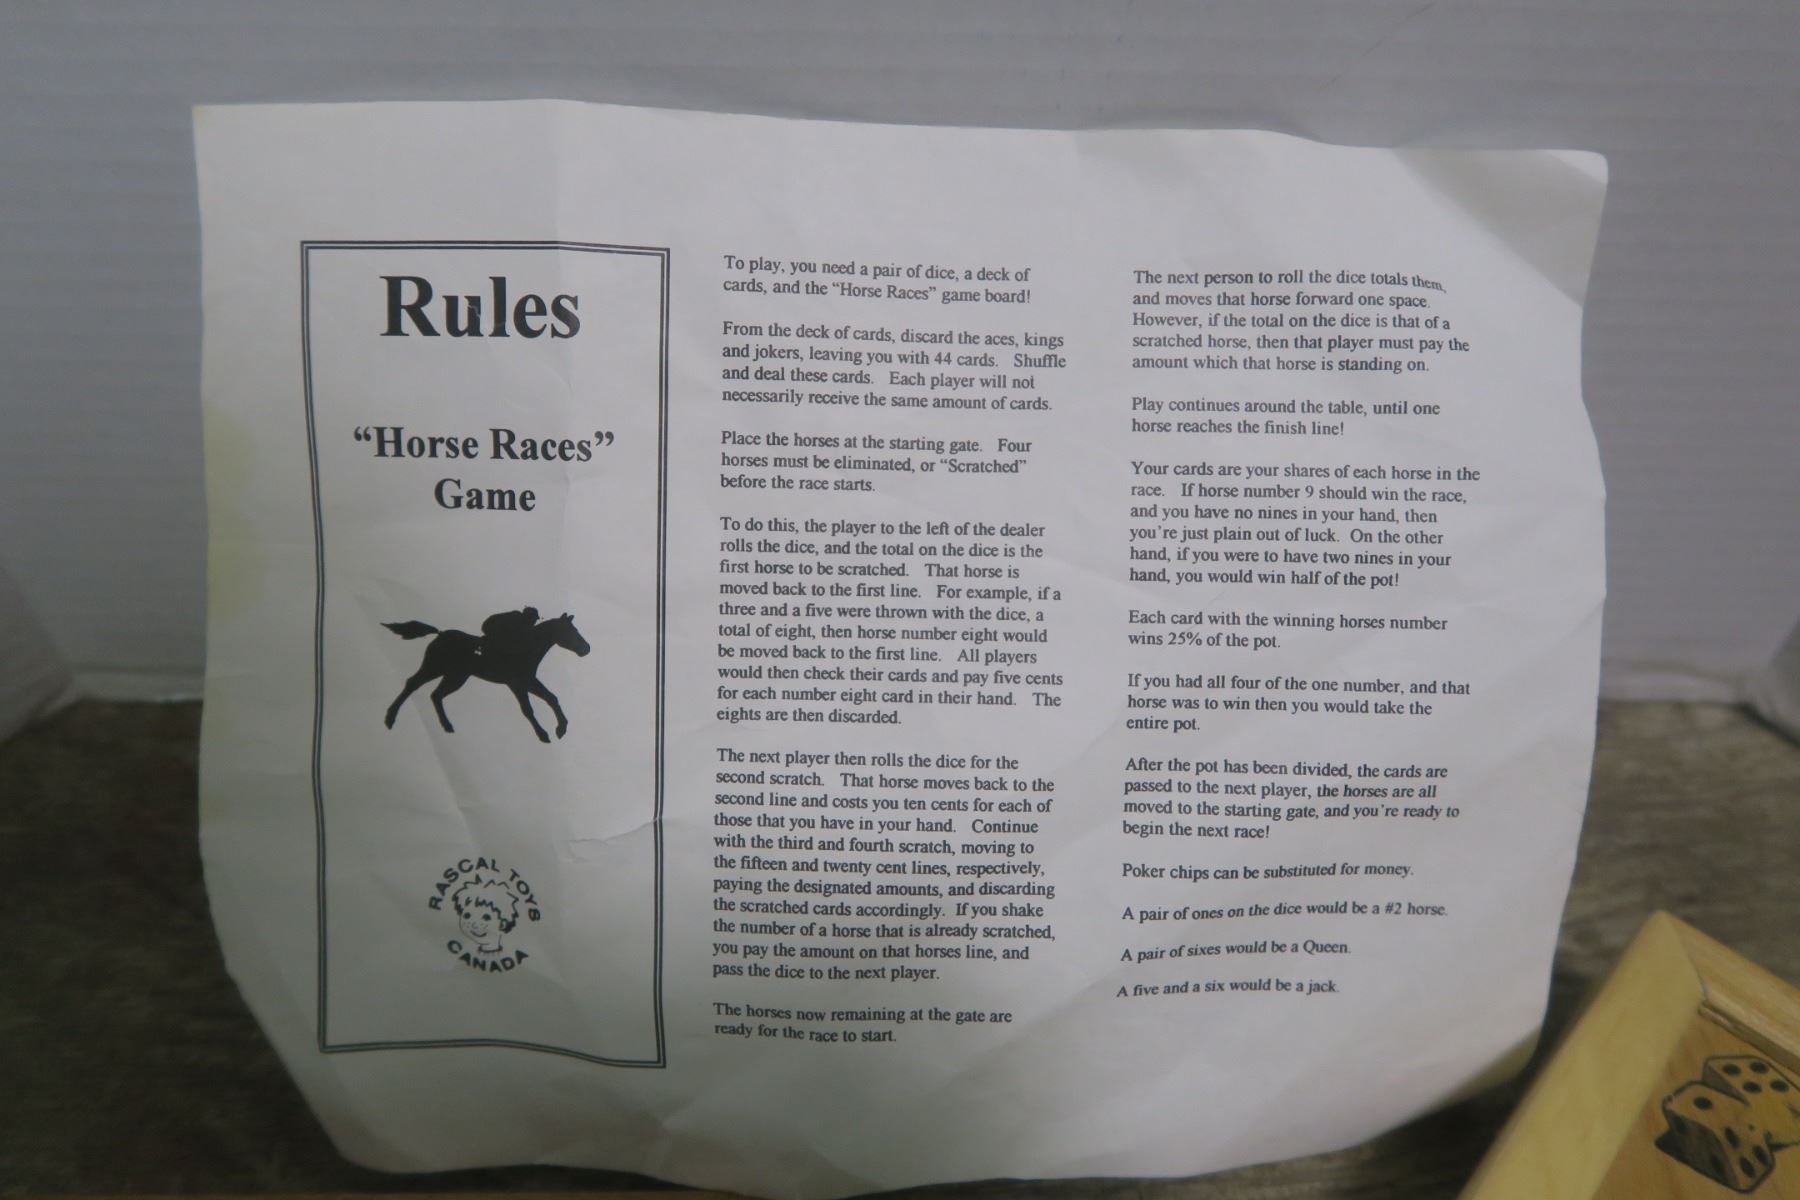 Rules
“Horse Races”
Game
RASCAL TOYS
CANADA
To play, you need a pair of dice, a deck of
cards, and the “Horse Races” game board!
From the deck of cards, discard the aces, kings
and jokers, leaving you with 44 cards. Shuffle
and deal these cards. Each player will not
necessarily receive the same amount of cards.
Place the horses at the starting gate. Four
horses must be eliminated, or “Scratched”
before the race starts.
To do this, the player to the left of the dealer
rolls the dice, and the total on the dice is the
first horse to be scratched. That horse is
moved back to the first line. For example, if a
three and a five were thrown with the dice, a
total of eight, then horse number eight would
be moved back to the first line. All players
would then check their cards and pay five cents
for each number eight card in their hand. The
eights are then discarded.
The next player then rolls the dice for the
second scratch. That horse moves back to the
second line and costs you ten cents for each of
those that you have in your hand. Continue
with the third and fourth scratch, moving to
the fifteen and twenty cent lines, respectively,
paying the designated amounts, and discarding
the scratched cards accordingly. If you shake
the number of a horse that is already scratched,
you pay the amount on that horses line, and
pass the dice to the next player.
The horses now remaining at the gate are
ready for the race to start.
The next person to roll the dice totals them,
and moves that horse forward one space.
However, if the total on the dice is that of a
scratched horse, then that player must pay the
amount which that horse is standing on.
Play continues around the table, until one
horse reaches the finish line!
Your cards are your shares of each horse in the
race. If horse number 9 should win the race,
and you have no nines in your hand, then
you’re just plain out of luck. On the other
hand, if you were to have two nines in your
hand, you would win half of the pot!
Each card with the winning horses number
wins 25% of the pot.
If you had all four of the one number, and that
horse was to win then you would take the
entire pot.
After the pot has been divided, the cards are
passed to the next player, the horses are all
moved to the starting gate, and you’re ready to
begin the next race!
Poker chips can be substituted for money.
A pair of ones on the dice would be a #2 horse.
A pair of sixes would be a Queen.
A five and a six would be a jack.